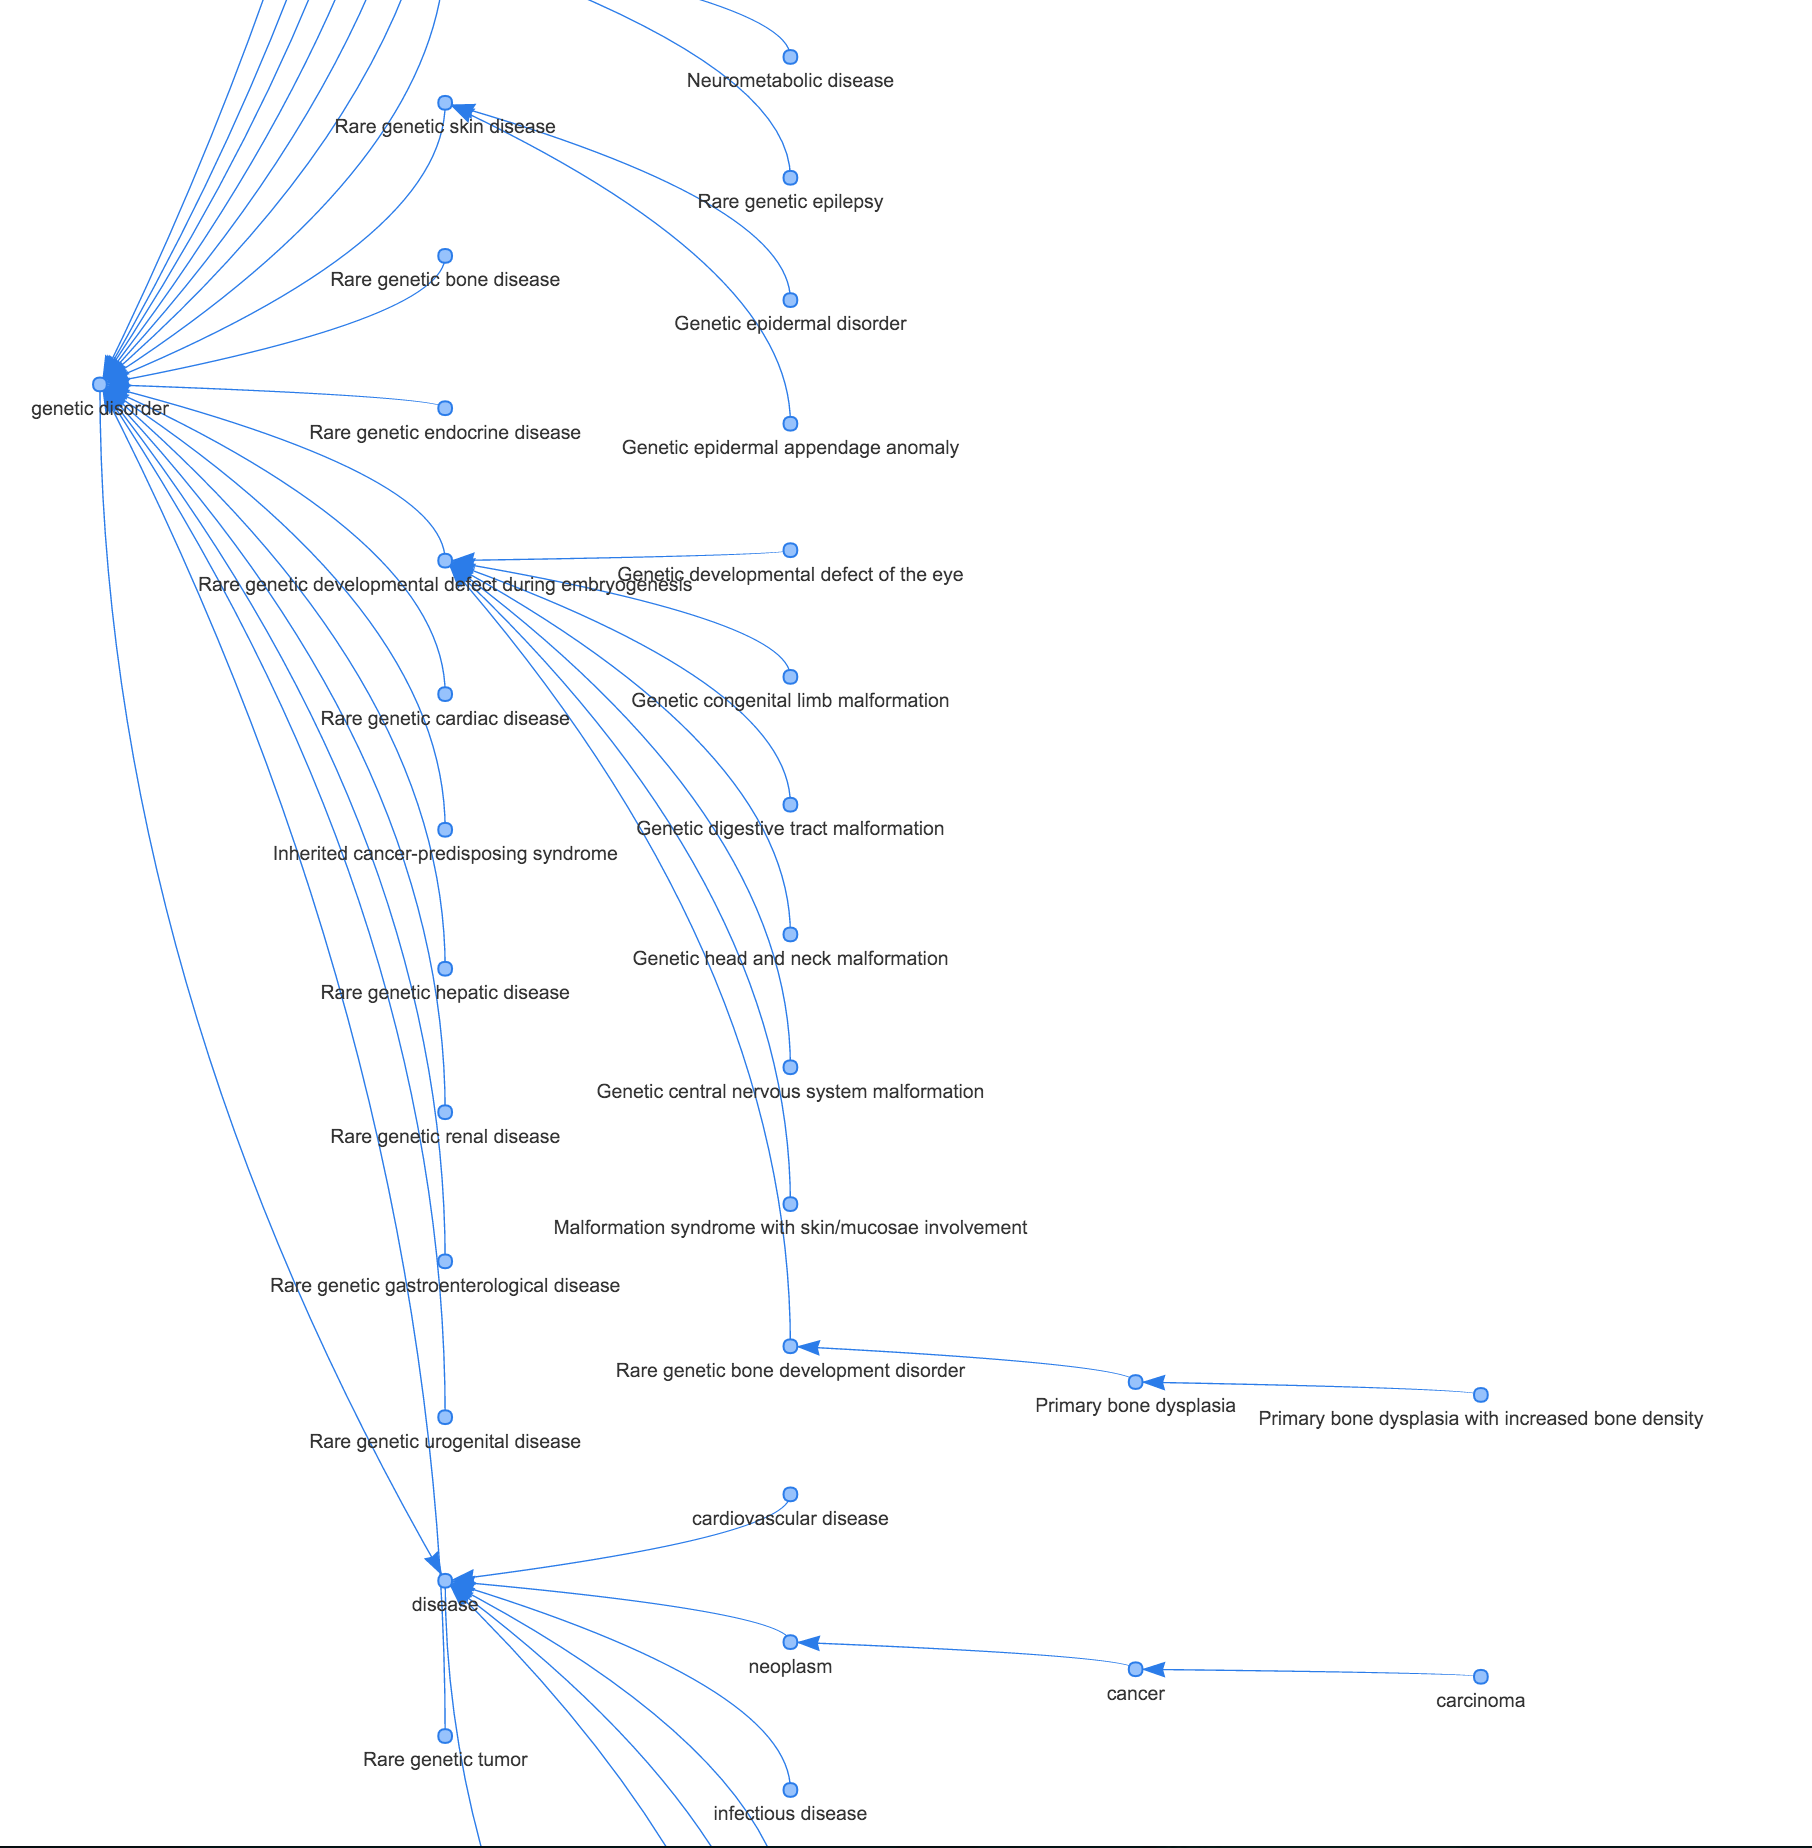 Neurometabolic disease
Rare genetic skin disease
Rare genetic epilepsy
Rare genetic bone disease
Genetic epidermal disorder
genetic disorder
Rare genetic endocrine disease
Genetic epidermal appendage anomaly
Genetic developmental defect of the eye
Rare genetic developmental defect during embryogenesis
Genetic congenital limb malformation
Rare genetic cardiac disease
Genetic digestive tract malformation
Inherited cancer-predisposing syndrome
Genetic head and neck malformation
Rare genetic hepatic disease
Genetic central nervous system malformation
Rare genetic renal disease
Malformation syndrome with skin/mucosae involvement
Rare genetic gastroenterological disease
Rare genetic bone development disorder
Primary bone dysplasia
Primary bone dysplasia with increased bone density
Rare genetic urogenital disease
cardiovascular disease
disease
neoplasm
cancer
carcinoma
Rare genetic tumor
infectious disease